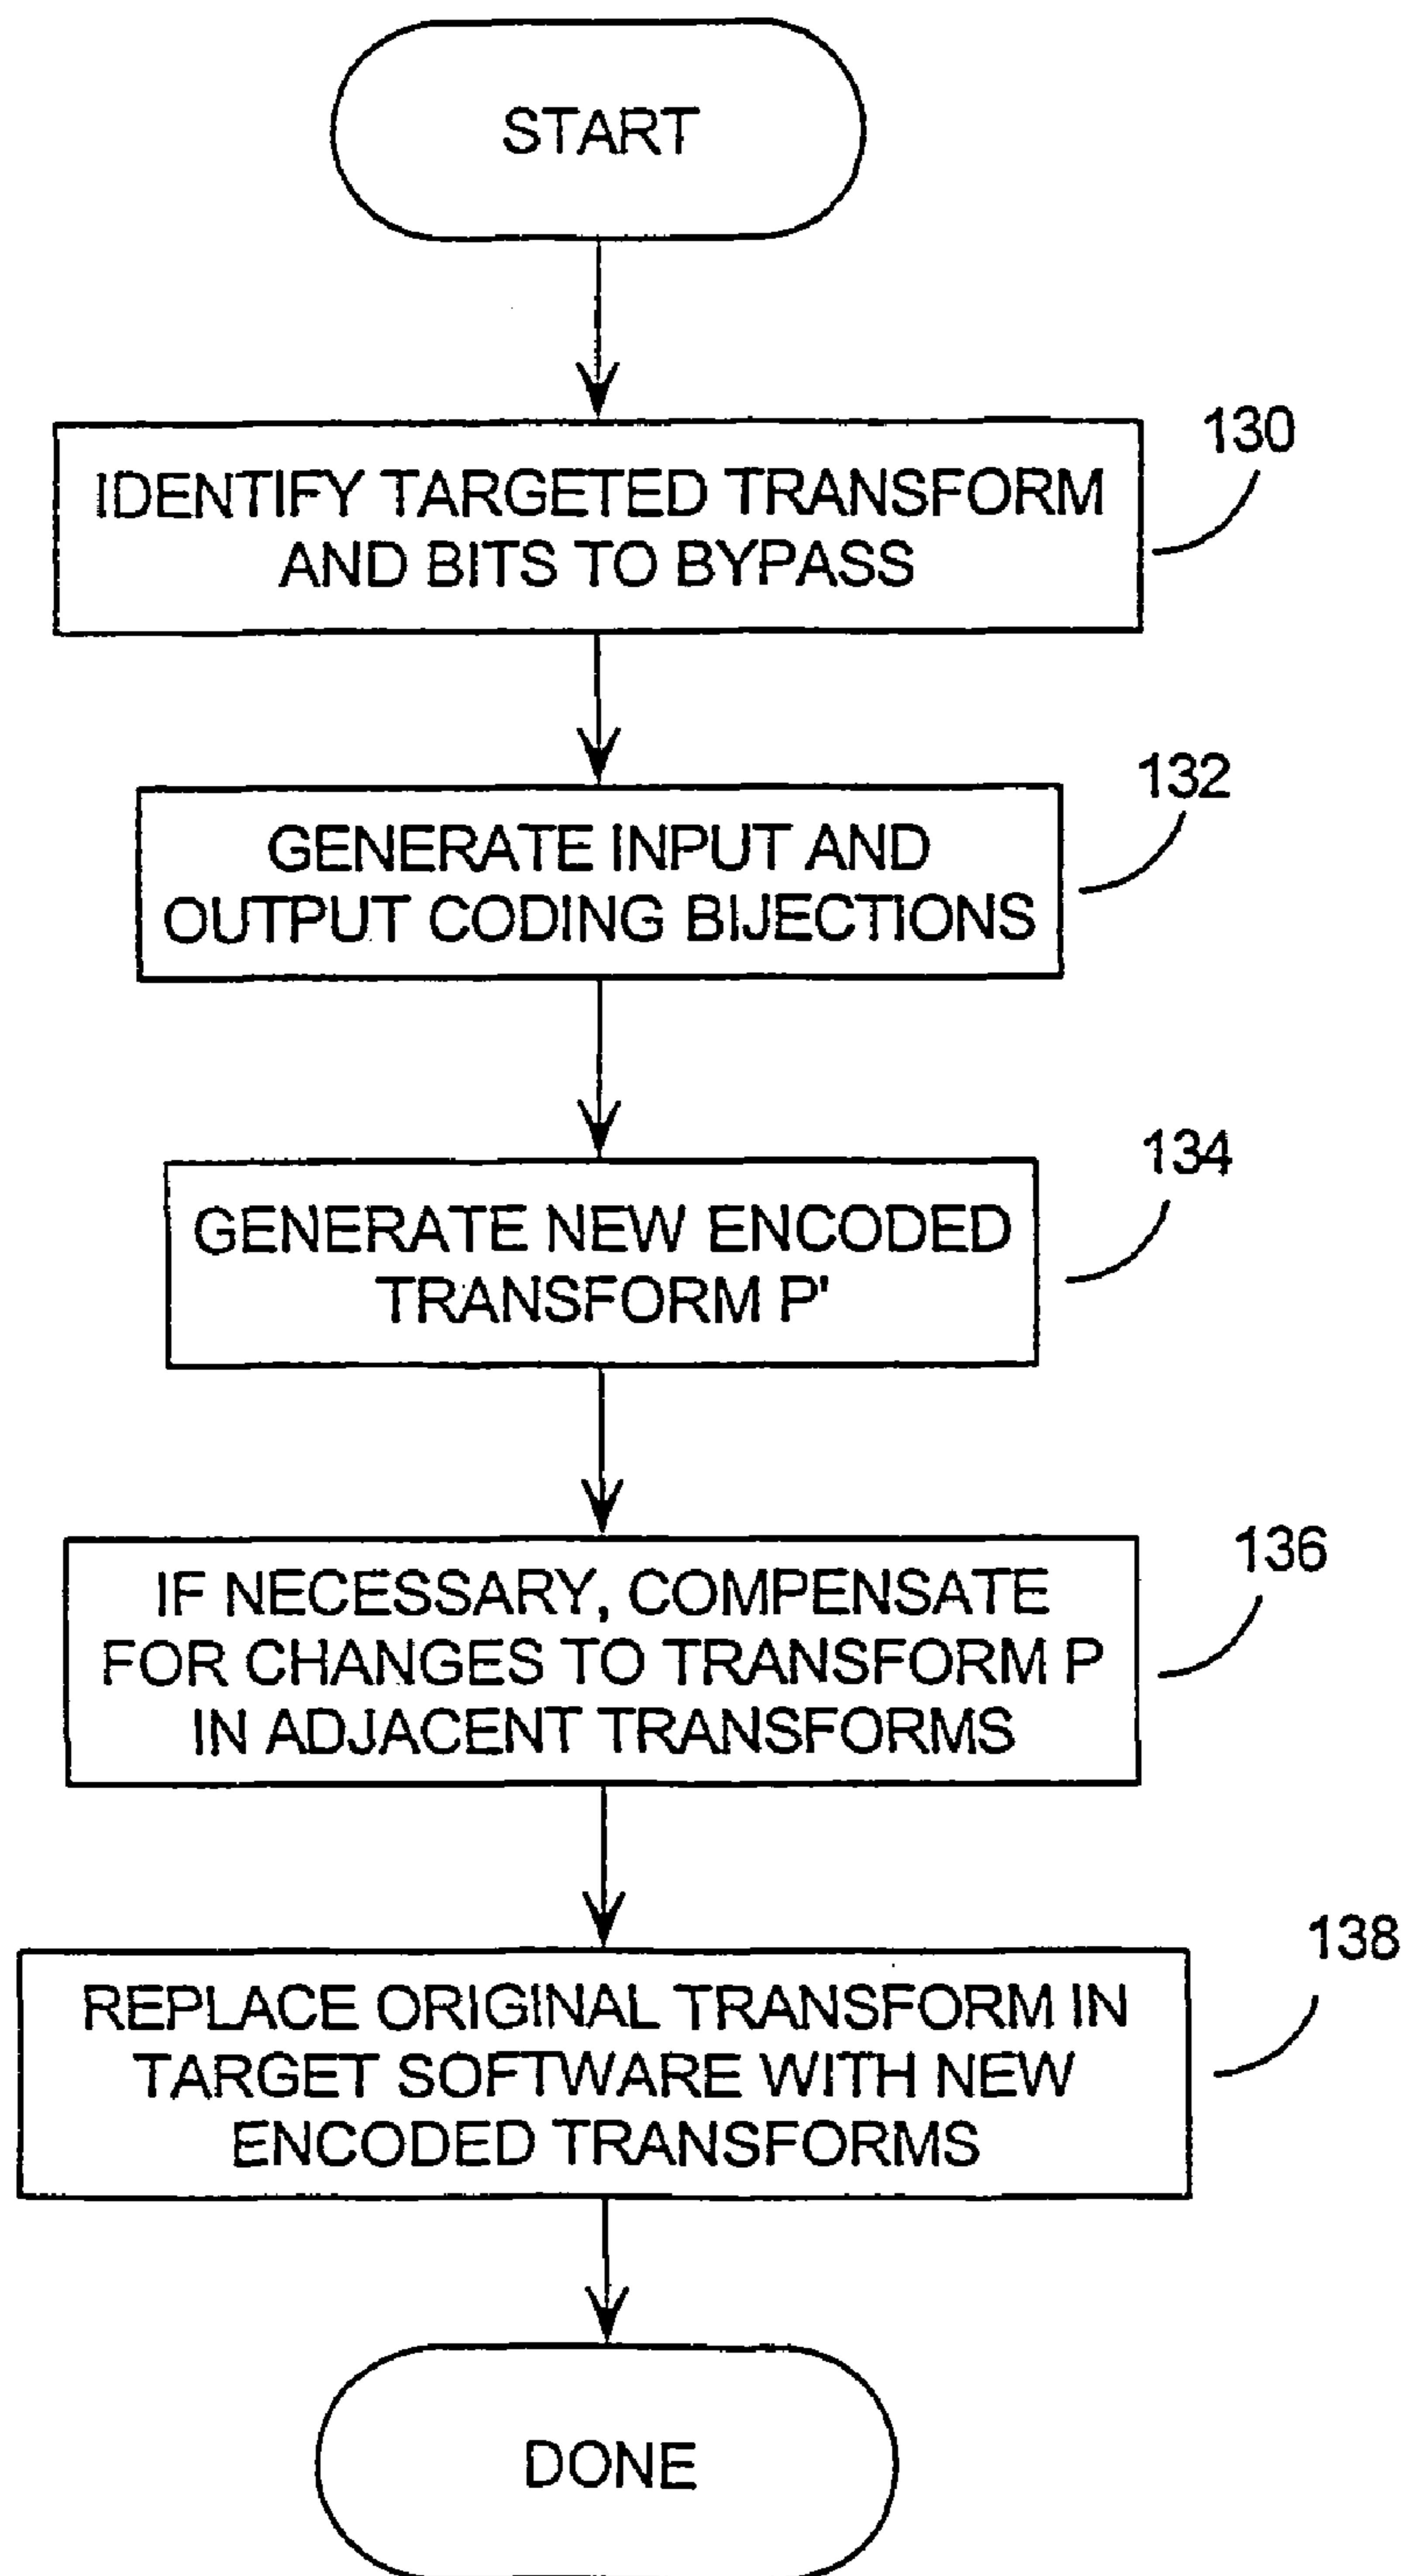 START
130
IDENTIFY TARGETED TRANSFORM
AND BITS TO BYPASS
132
GENERATE INPUT AND
OUTPUT CODING BIJECTIONS
134
GENERATE NEW ENCODED
TRANSFORM P'
136
IF NECESSARY, COMPENSATE
FOR CHANGES TO TRANSFORM P
IN ADJACENT TRANSFORMS
138
REPLACE ORIGINAL TRANSFORM IN
TARGET SOFTWARE WITH NEW
ENCODED TRANSFORMS
DONE